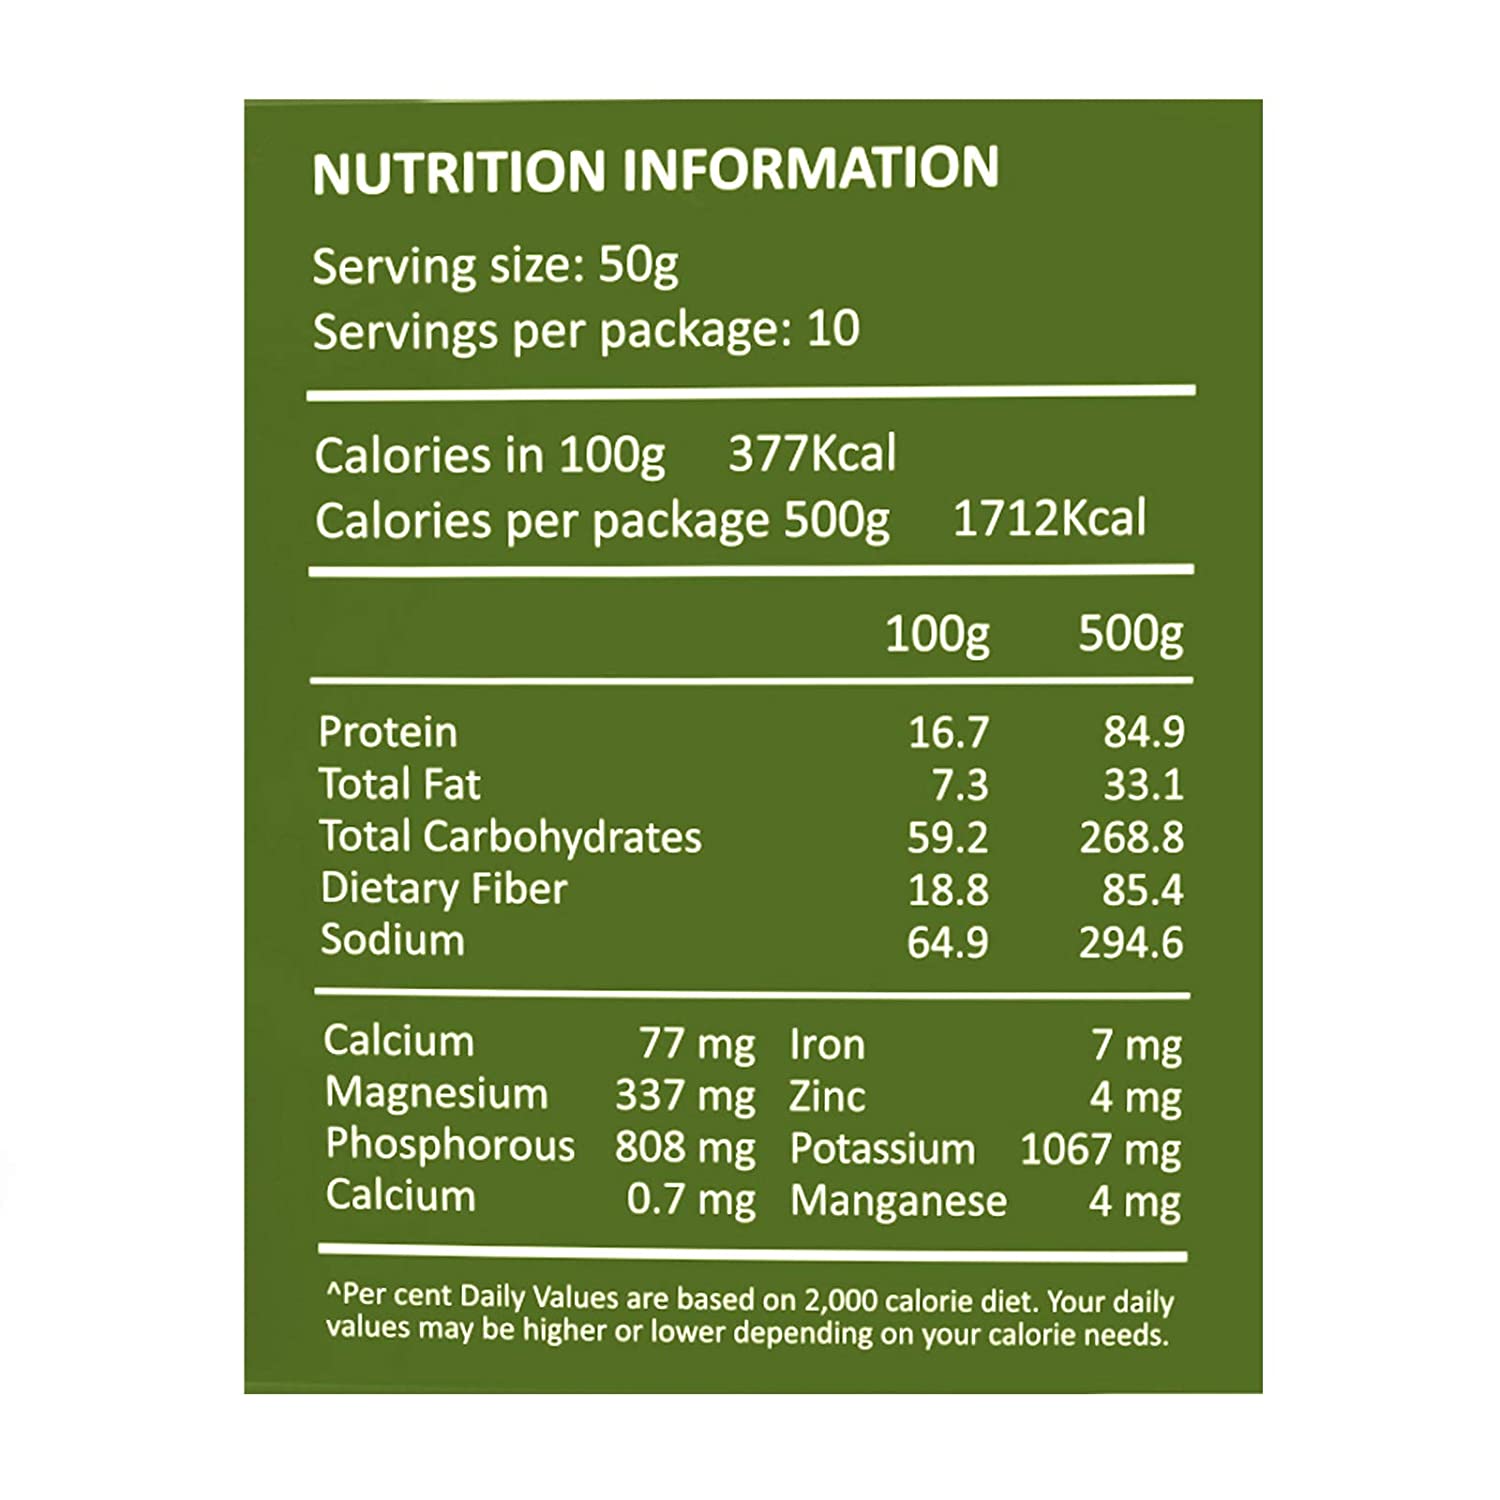 NUTRITION INFORMATION
Serving size: 50g
Servings per package: 10
Calories in 100g 377Kcal
Calories per package 500g 1712Kcal
100g 500g
Protein 16.7 84.9
Total Fat 7.3 33.1
Total Carbohydrates 59.2 268.8
Dietary Fiber 18.8 85.4
Sodium 64.9 294.6
Calcium 77 mg Iron 7 mg
Magnesium 337 mg Zinc 4 mg
Phosphorous 808 mg Potassium 1067 mg
Calcium 0.7 mg Manganese 4 mg
^Per cent Daily Values are based on 2,000 calorie diet. Your daily
values may be higher or lower depending on your calorie needs.